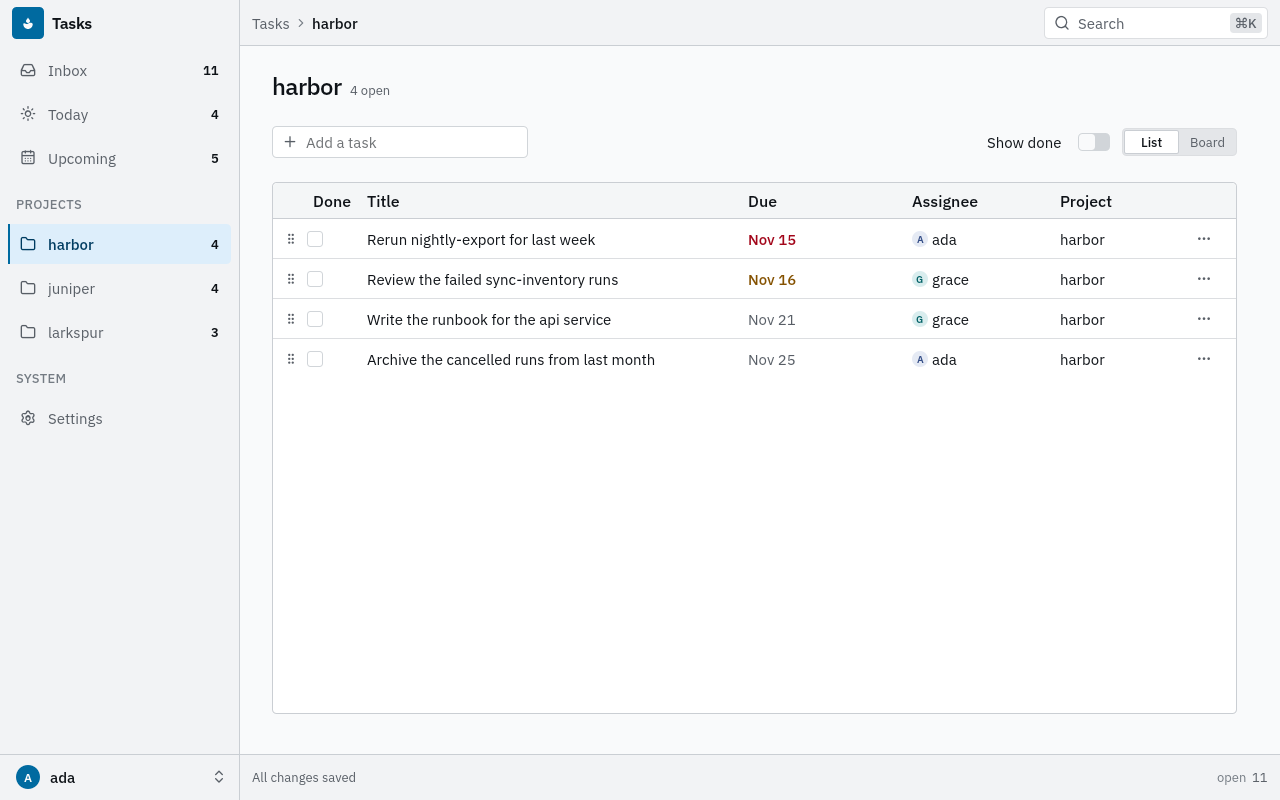 Tasks
Tasks > harbor
Search ⌘K
Inbox 11
Today 4
Upcoming 5
PROJECTS
harbor 4
juniper 4
larkspur 3
SYSTEM
Settings
A ada
harbor 4 open
+ Add a task
Show done List Board
Done Title Due Assignee Project
Rerun nightly-export for last week Nov 15 A ada harbor ···
Review the failed sync-inventory runs Nov 16 G grace harbor ···
Write the runbook for the api service Nov 21 G grace harbor ···
Archive the cancelled runs from last month Nov 25 A ada harbor ···
All changes saved open 11